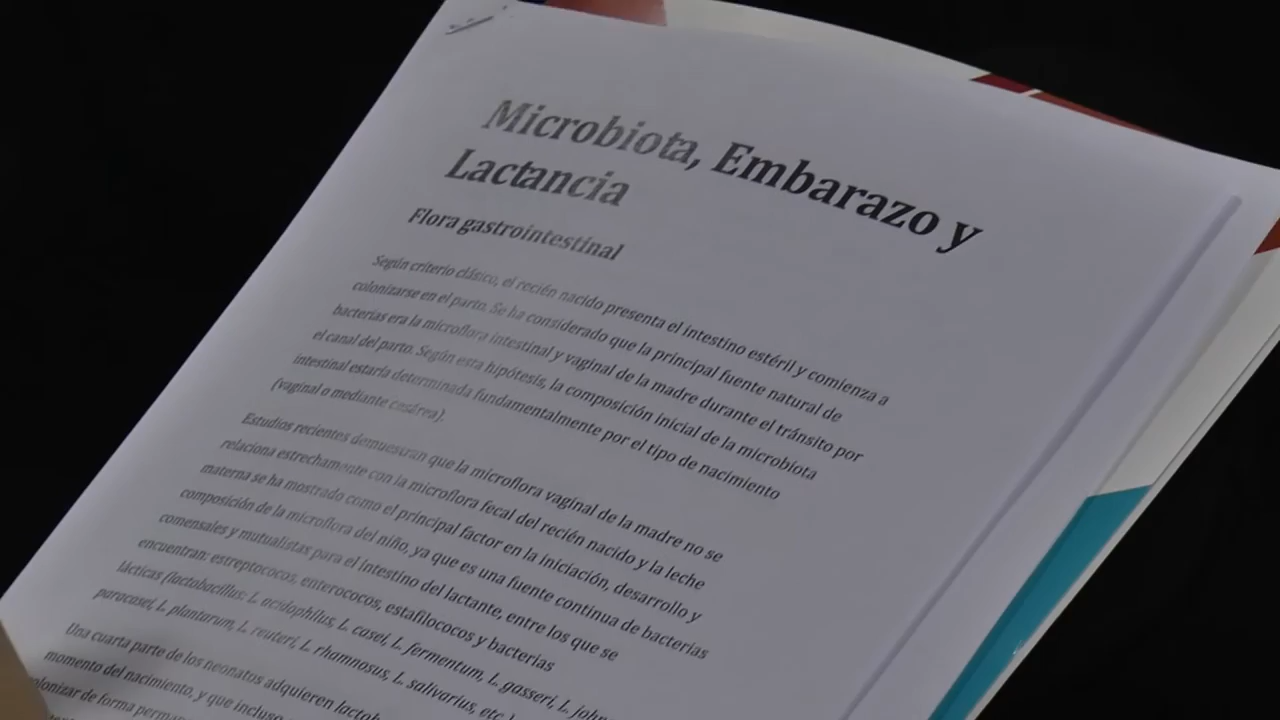 Microbiota, Embarazo y
Lactancia
Flora gastrointestinal
Según criterio clásico, el recién nacido presenta el intestino estéril y comienza a
colonizarse en el parto. Se ha considerado que la principal fuente natural de
bacterias era la microflora intestinal y vaginal de la madre durante el tránsito por
el canal del parto. Según esta hipótesis, la composición inicial de la microbiota
intestinal estaría determinada fundamentalmente por el tipo de nacimiento
(vaginal o mediante cesárea).
Estudios recientes demuestran que la microflora vaginal de la madre no se
relaciona estrechamente con la microflora fecal del recién nacido y la leche
materna se ha mostrado como el principal factor en la iniciación, desarrollo y
composición de la microflora del niño, ya que es una fuente continua de bacterias
comensales y mutualistas para el intestino del lactante, entre los que se
encuentran: estreptococos, enterococos, estafilococos y bacterias
lácticas (lactobacillus: L. acidophilus, L. casei, L. fermentum, L. gasseri, L. john
paracasei, L. plantarum, L. reuteri, L. rhamnosus, L. salivarius, etc.)
Una cuarta parte de los neonatos adquieren lactob
momento del nacimiento, y que incluso
colonizar de forma perman